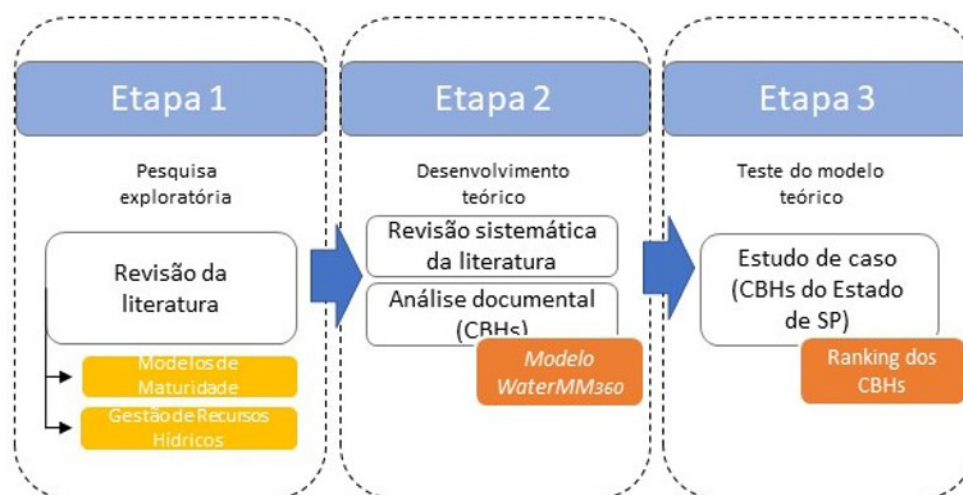 Etapa 1
Pesquisa
exploratória
Revisão da
literatura
Modelos de
Maturidade
Gestão de Recursos
Hídricos
Etapa 2
Desenvolvimento
teórico
Revisão sistemática
da literatura
Análise documental
(CBHs)
Modelo
WaterMM360
Etapa 3
Teste do modelo
teórico
Estudo de caso
(CBHs do Estado
de SP)
Ranking dos
CBHs